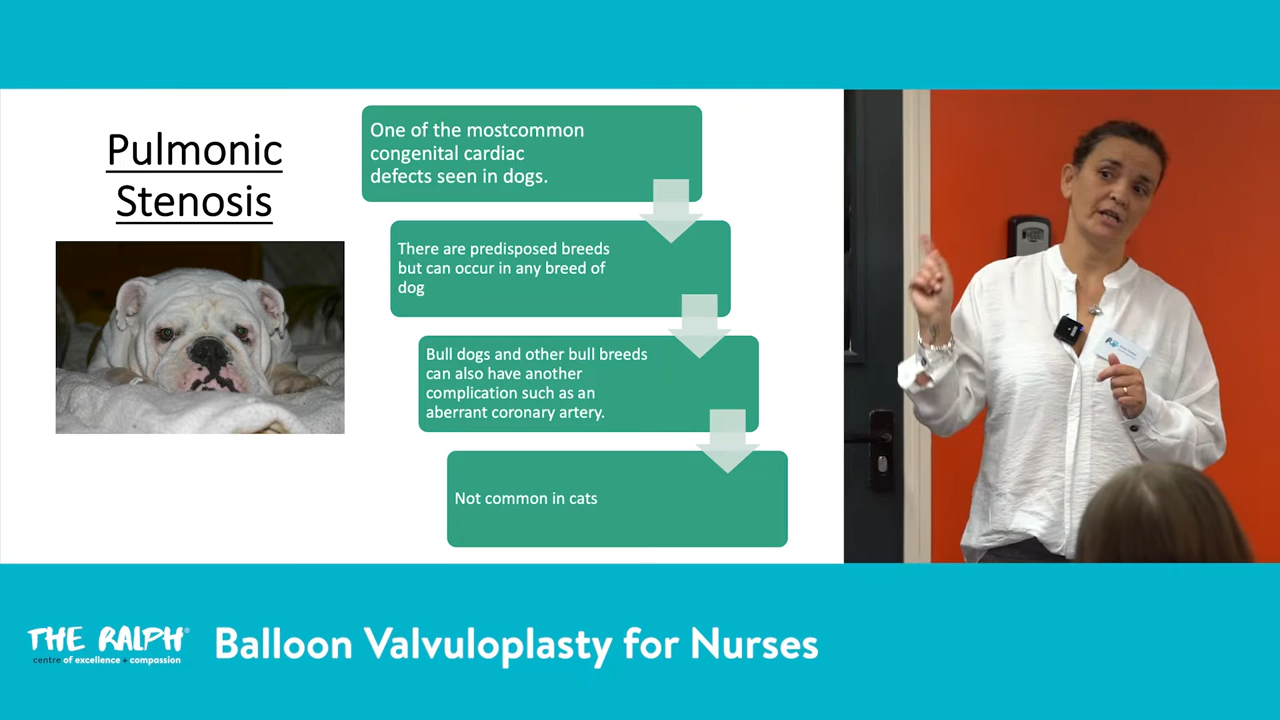 Pulmonic
Stenosis
One of the mostcommon
congenital cardiac
defects seen in dogs.
There are predisposed breeds
but can occur in any breed of
dog
Bull dogs and other bull breeds
can also have another
complication such as an
aberrant coronary artery.
Not common in cats
THE RALPH®
centre of excellence + compassion
Balloon Valvuloplasty for Nurses